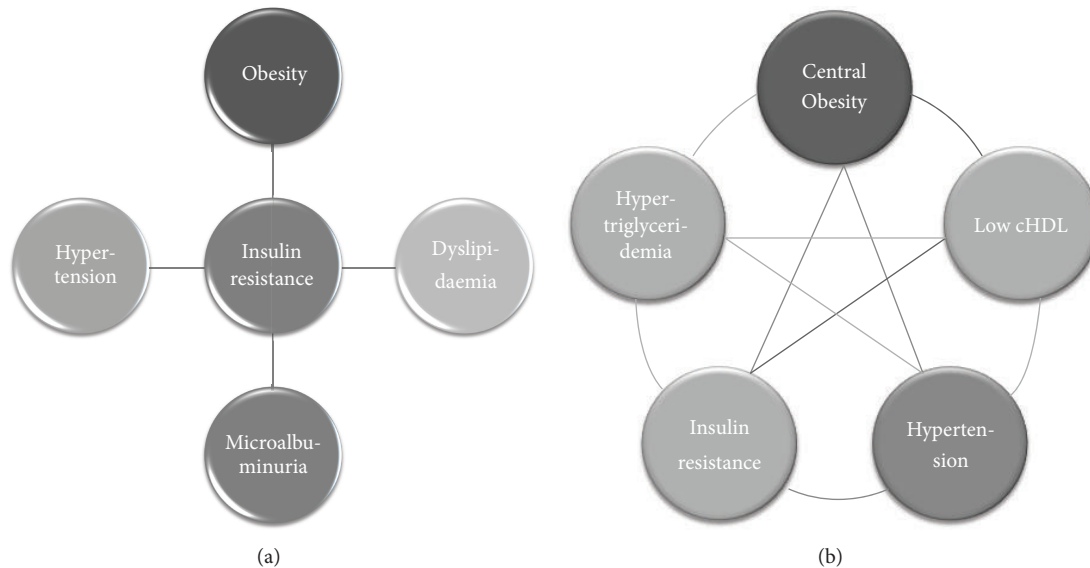 Obesity
Hyper-
tension
Insulin
resistance
Dyslipi-
daemia
Microalbu-
minuria
(a)
Central
Obesity
Hyper-
triglyceri-
demia
Low cHDL
Insulin
resistance
Hyperten-
sion
(b)